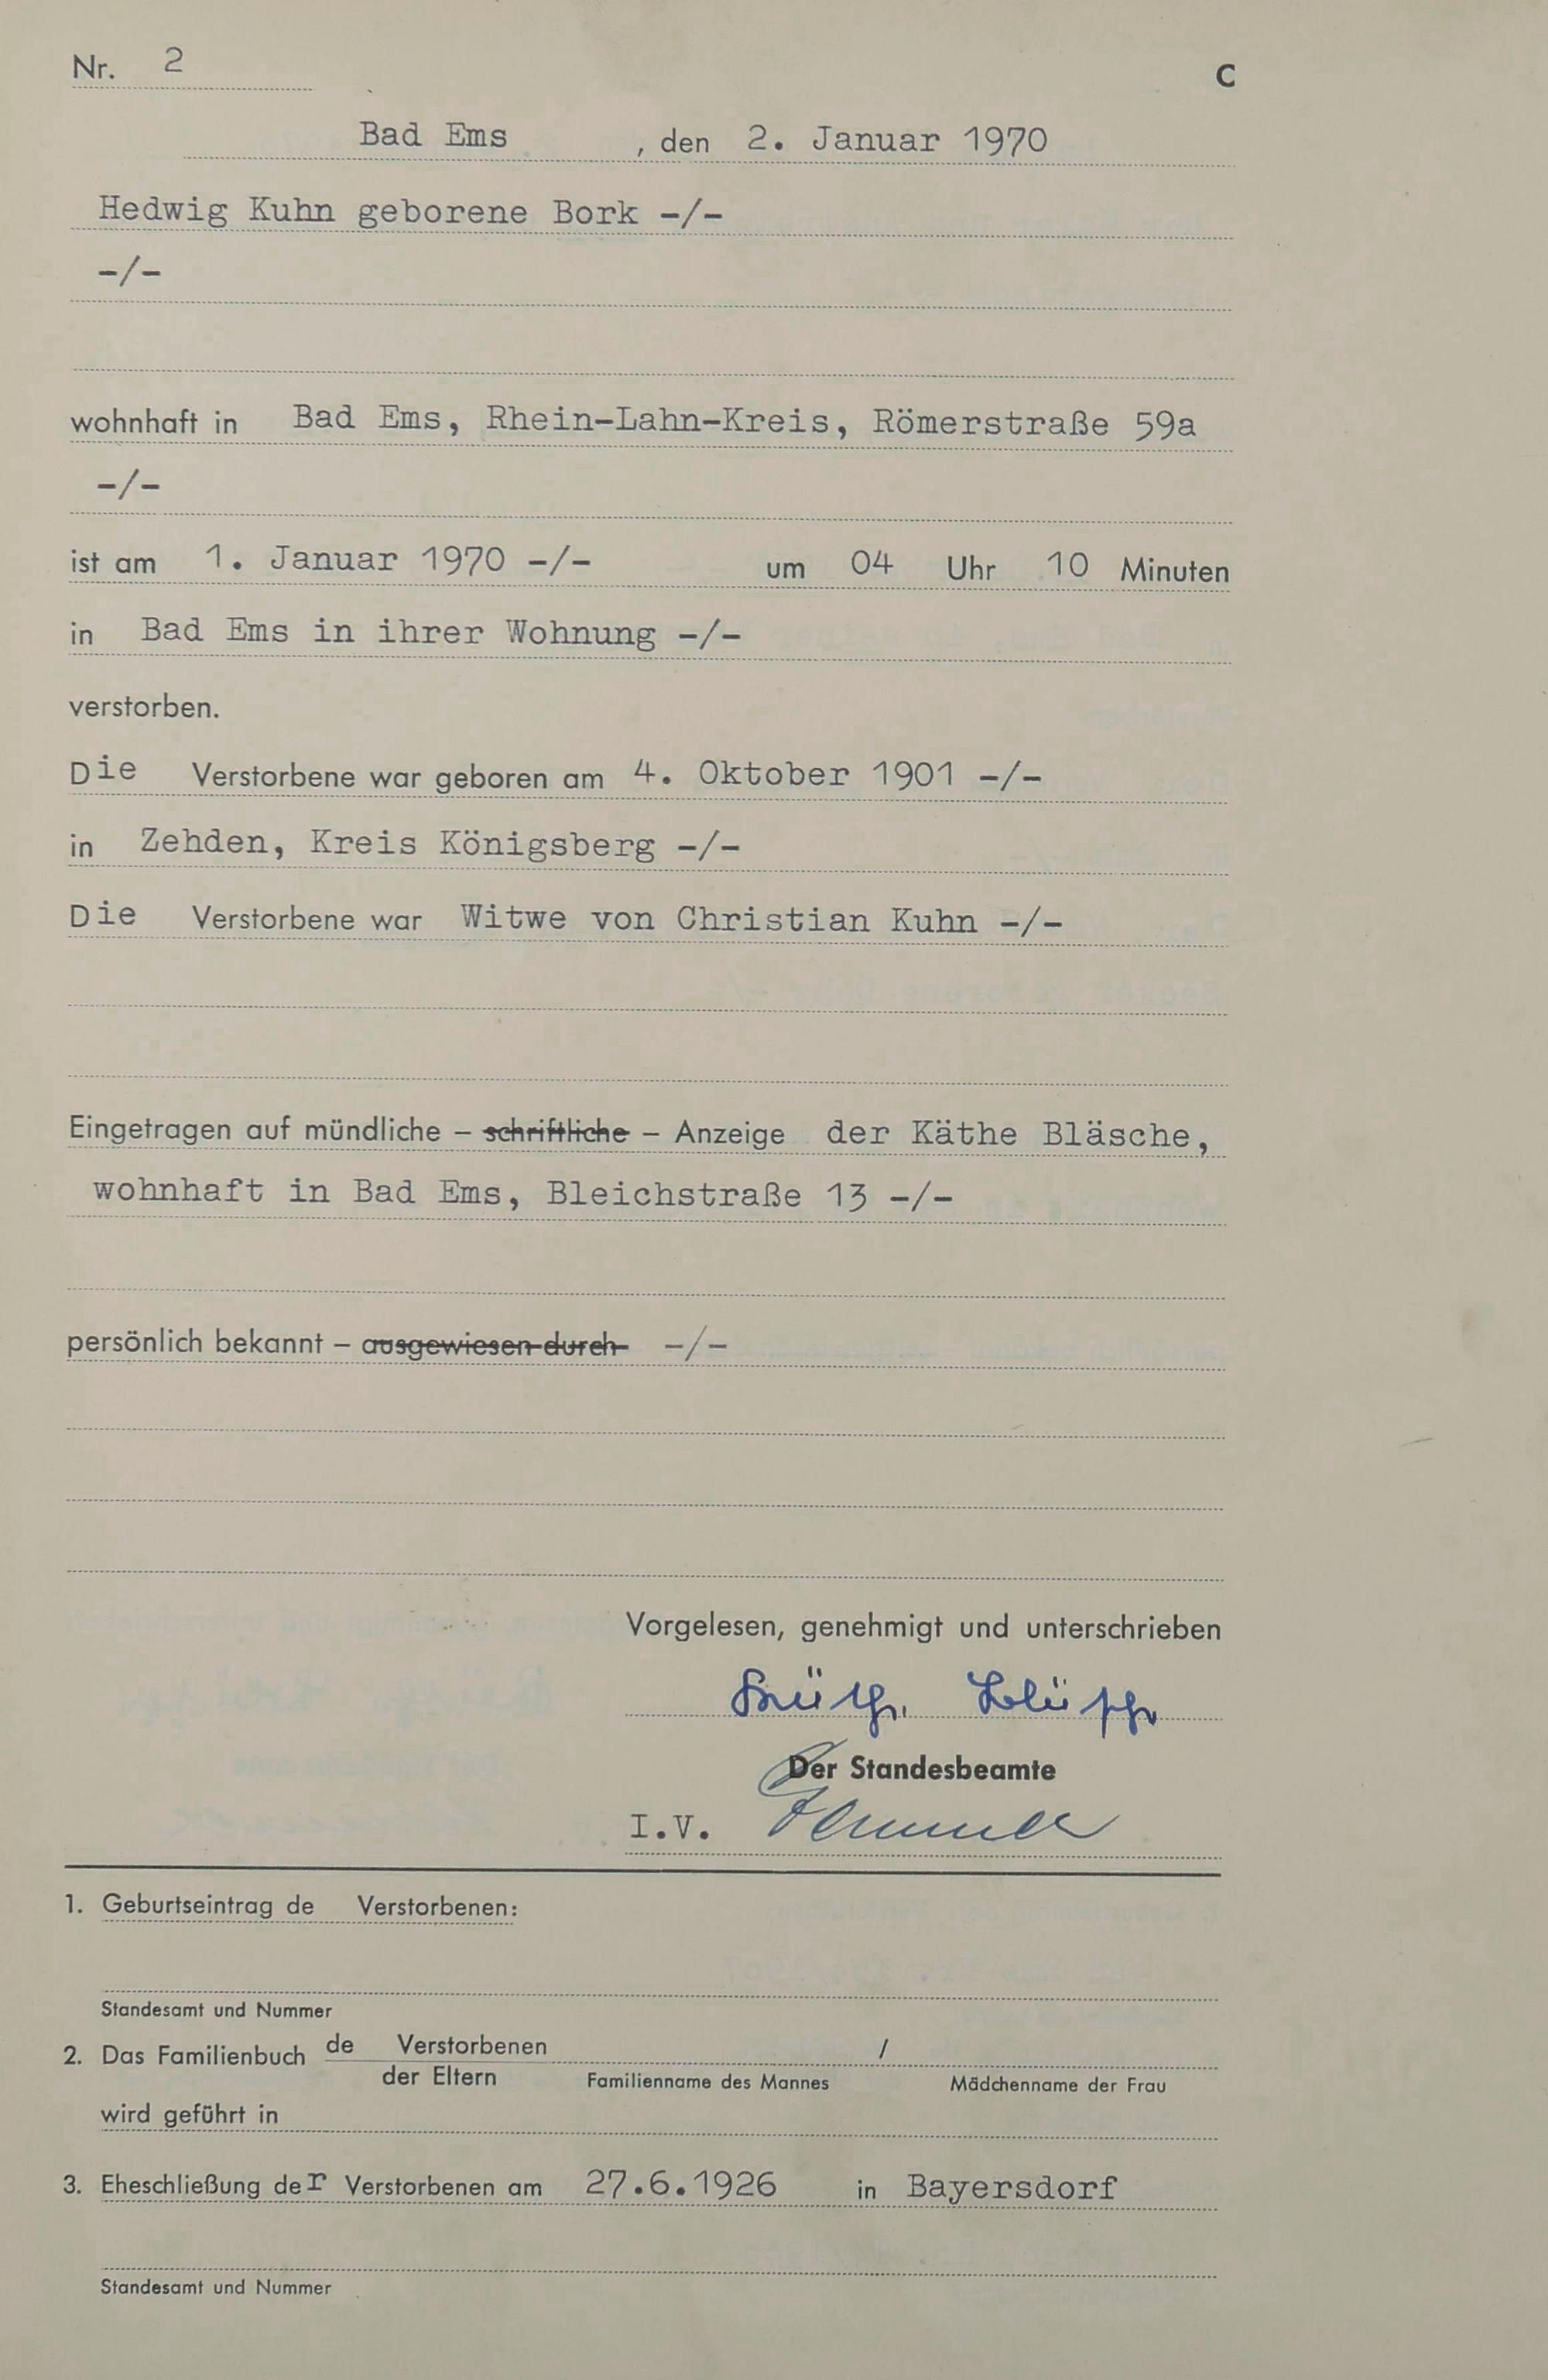 Nr. 2
C
Bad Ems , den 2. Januar 1970
Hedwig Kuhn geborene Bork -/-
-/-
wohnhaft in Bad Ems, Rhein-Lahn-Kreis, Römerstraße 59a
-/-
ist am 1. Januar 1970 -/- um 04 Uhr 10 Minuten
in Bad Ems in ihrer Wohnung -/-
verstorben.
Die Verstorbene war geboren am 4. Oktober 1901 -/-
in Zehden, Kreis Königsberg -/-
Die Verstorbene war Witwe von Christian Kuhn -/-
Eingetragen auf mündliche – schriftliche – Anzeige der Käthe Bläsche,
wohnhaft in Bad Ems, Bleichstraße 13 -/-
persönlich bekannt – ausgewiesen durch -/-
Vorgelesen, genehmigt und unterschrieben
Käthe Bläsche
Der Standesbeamte
I.V.
1. Geburtseintrag de Verstorbenen:
Standesamt und Nummer
2. Das Familienbuch de Verstorbenen /
der Eltern Familienname des Mannes Mädchenname der Frau
wird geführt in
3. Eheschließung der Verstorbenen am 27.6.1926 in Bayersdorf
Standesamt und Nummer